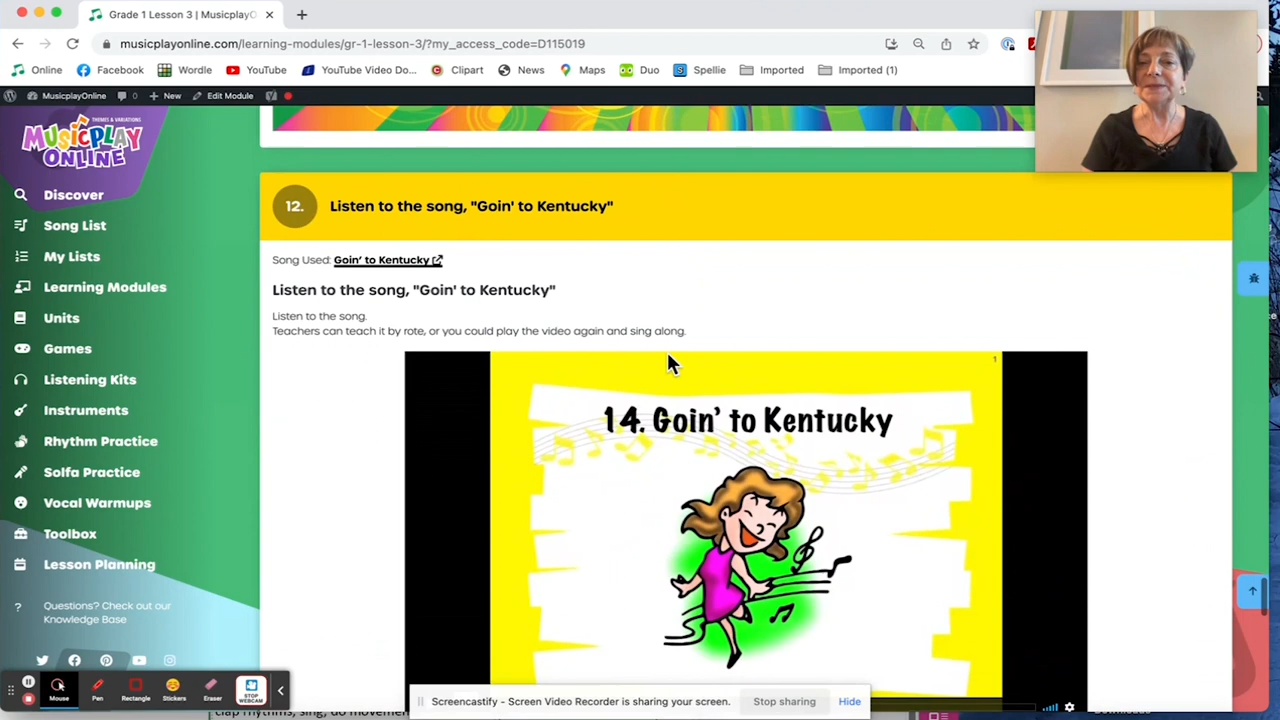 Grade 1 Lesson 3 | MusicplayO
musicplayonline.com/learning-modules/gr-1-lesson-3/?my_access_code=D115019
Online Facebook Wordle YouTube YouTube Video Do... Clipart News Maps Duo Spellie Imported Imported (1)
MusicplayOnline 0 New Edit Module
THEMES & VARIATIONS
MUSICPLAY
ONLINE
Discover
Song List
My Lists
Learning Modules
Units
Games
Listening Kits
Instruments
Rhythm Practice
Solfa Practice
Vocal Warmups
Toolbox
Lesson Planning
? Questions? Check out our
Knowledge Base
12. Listen to the song, "Goin' to Kentucky"
Song Used: Goin' to Kentucky
Listen to the song, "Goin' to Kentucky"
Listen to the song.
Teachers can teach it by rote, or you could play the video again and sing along.
1
14. Goin' to Kentucky
Mouse Pen Rectangle Stickers Eraser STOP WEBCAM
Screencastify - Screen Video Recorder is sharing your screen. Stop sharing Hide